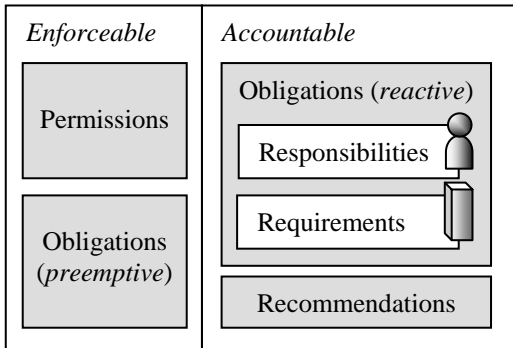 Enforceable
Permissions
Obligations
(preemptive)
Accountable
Obligations (reactive)
Responsibilities
Requirements
Recommendations